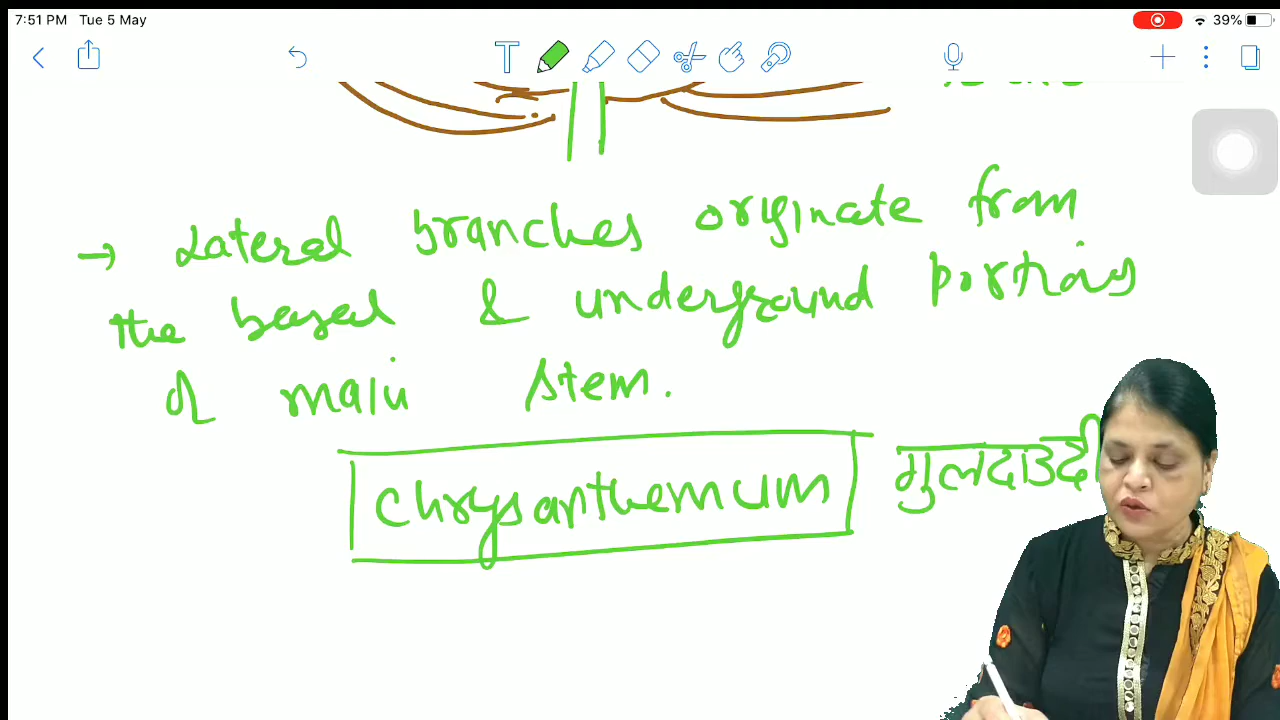 7:51 PM Tue 5 May 39%
T
→ Lateral branches originate from
the basal & underground portions
of main stem.
Chrysanthemum गुलदाउदी